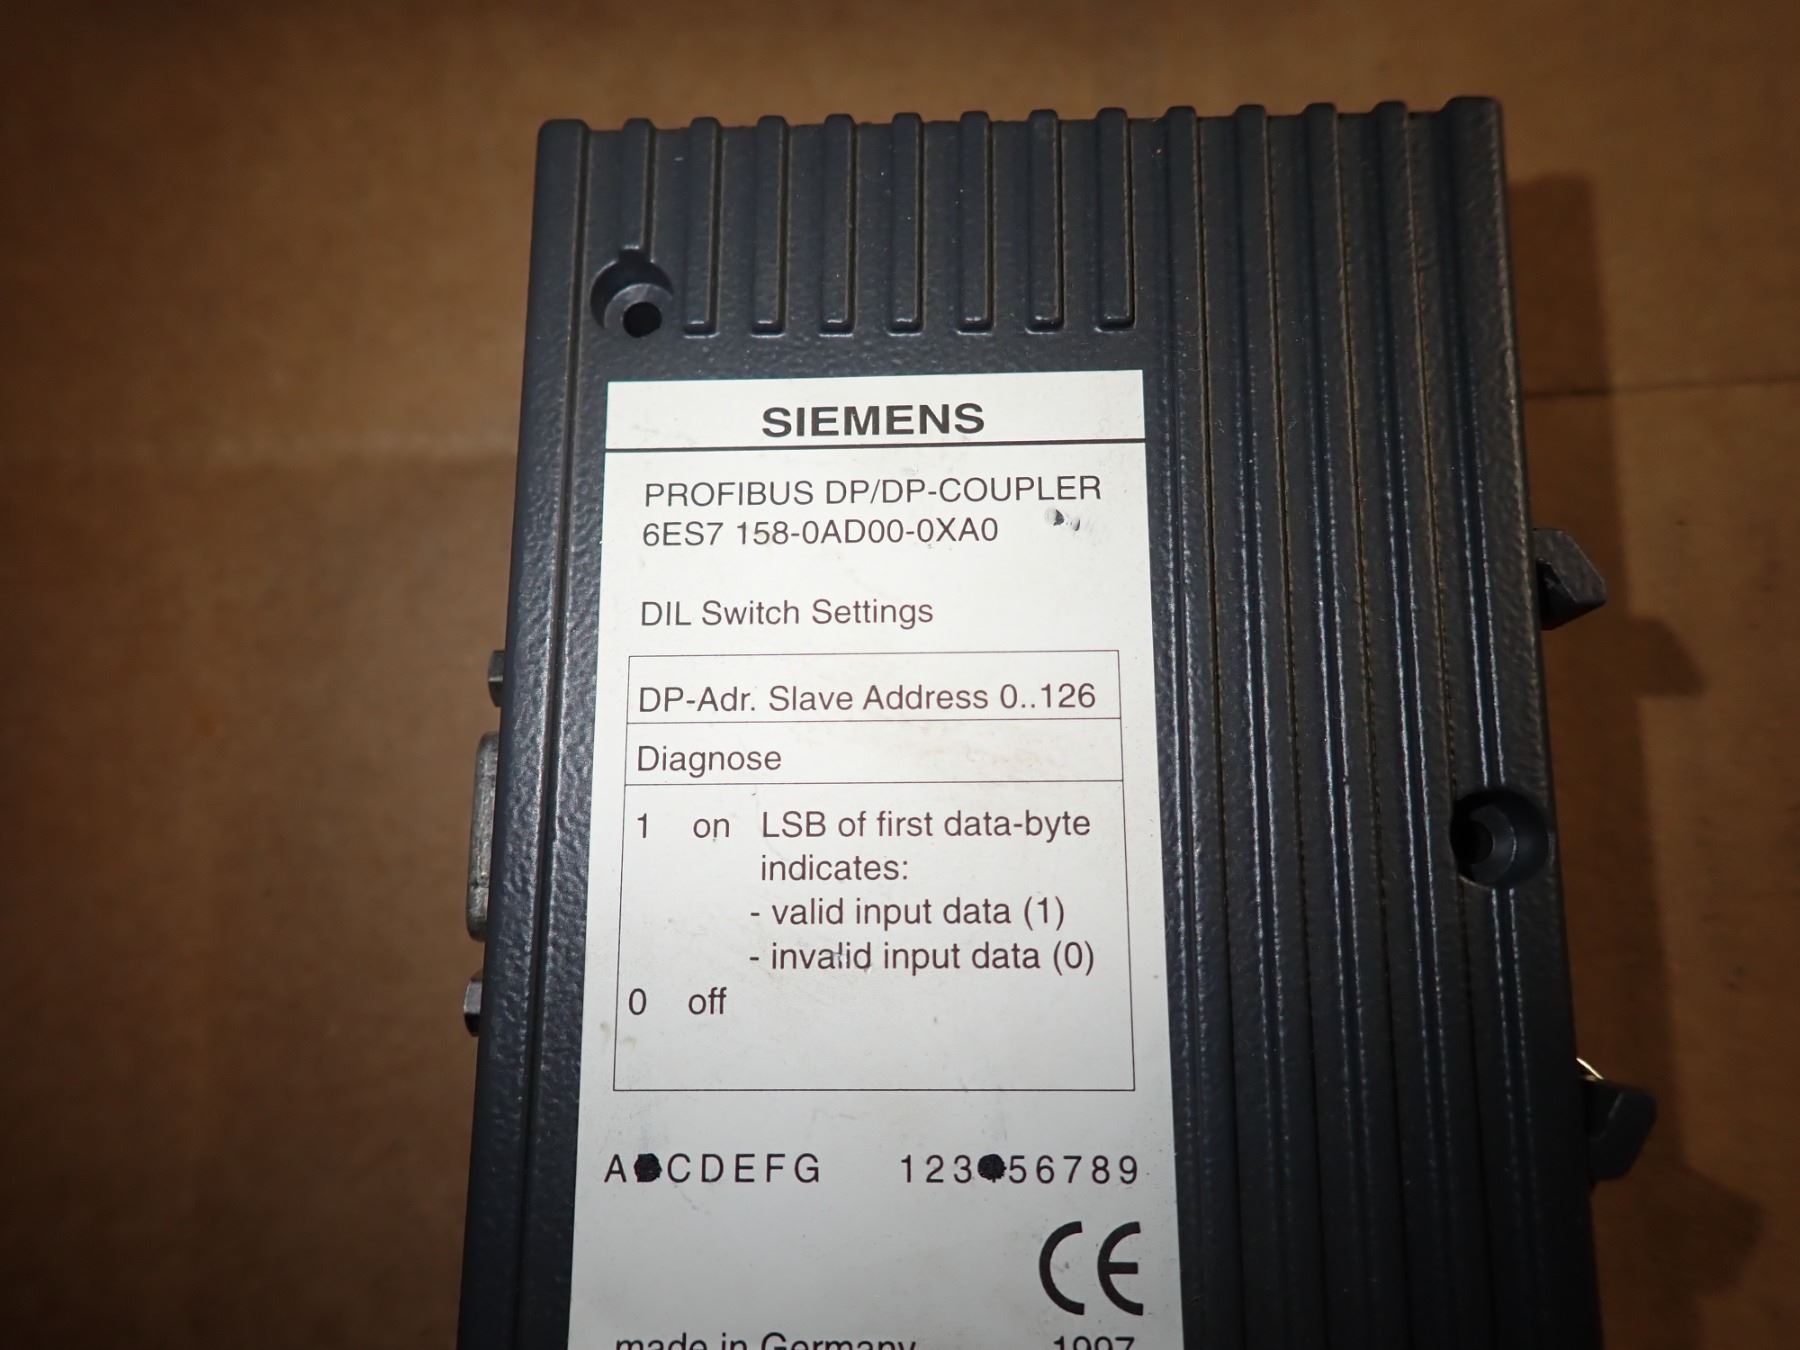 SIEMENS
PROFIBUS DP/DP-COUPLER
6ES7 158-0AD00-0XA0
DIL Switch Settings
DP-Adr. Slave Address 0..126
Diagnose
1 on LSB of first data-byte
indicates:
- valid input data (1)
- invalid input data (0)
0 off
A CDEFG 123 56789
CE
made in Germany 1997